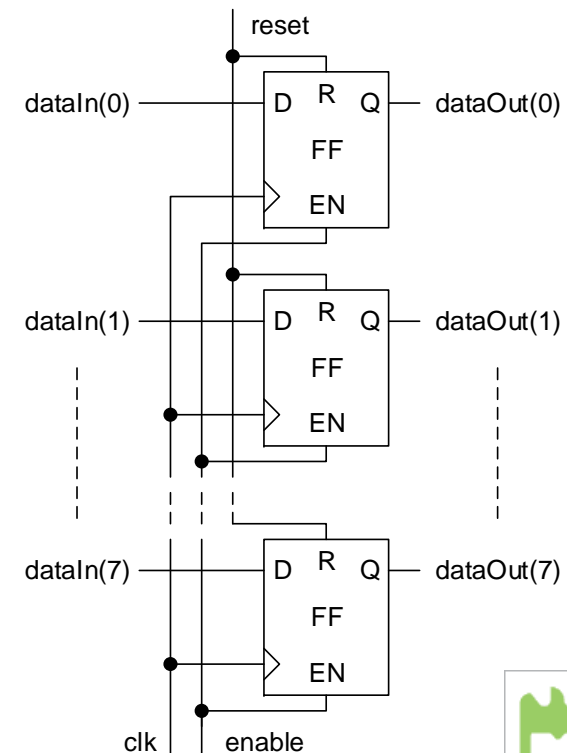 reset
dataIn(0) D R Q dataOut(0)
FF
EN
dataIn(1) D R Q dataOut(1)
FF
EN
dataIn(7) D R Q dataOut(7)
FF
EN
clk enable